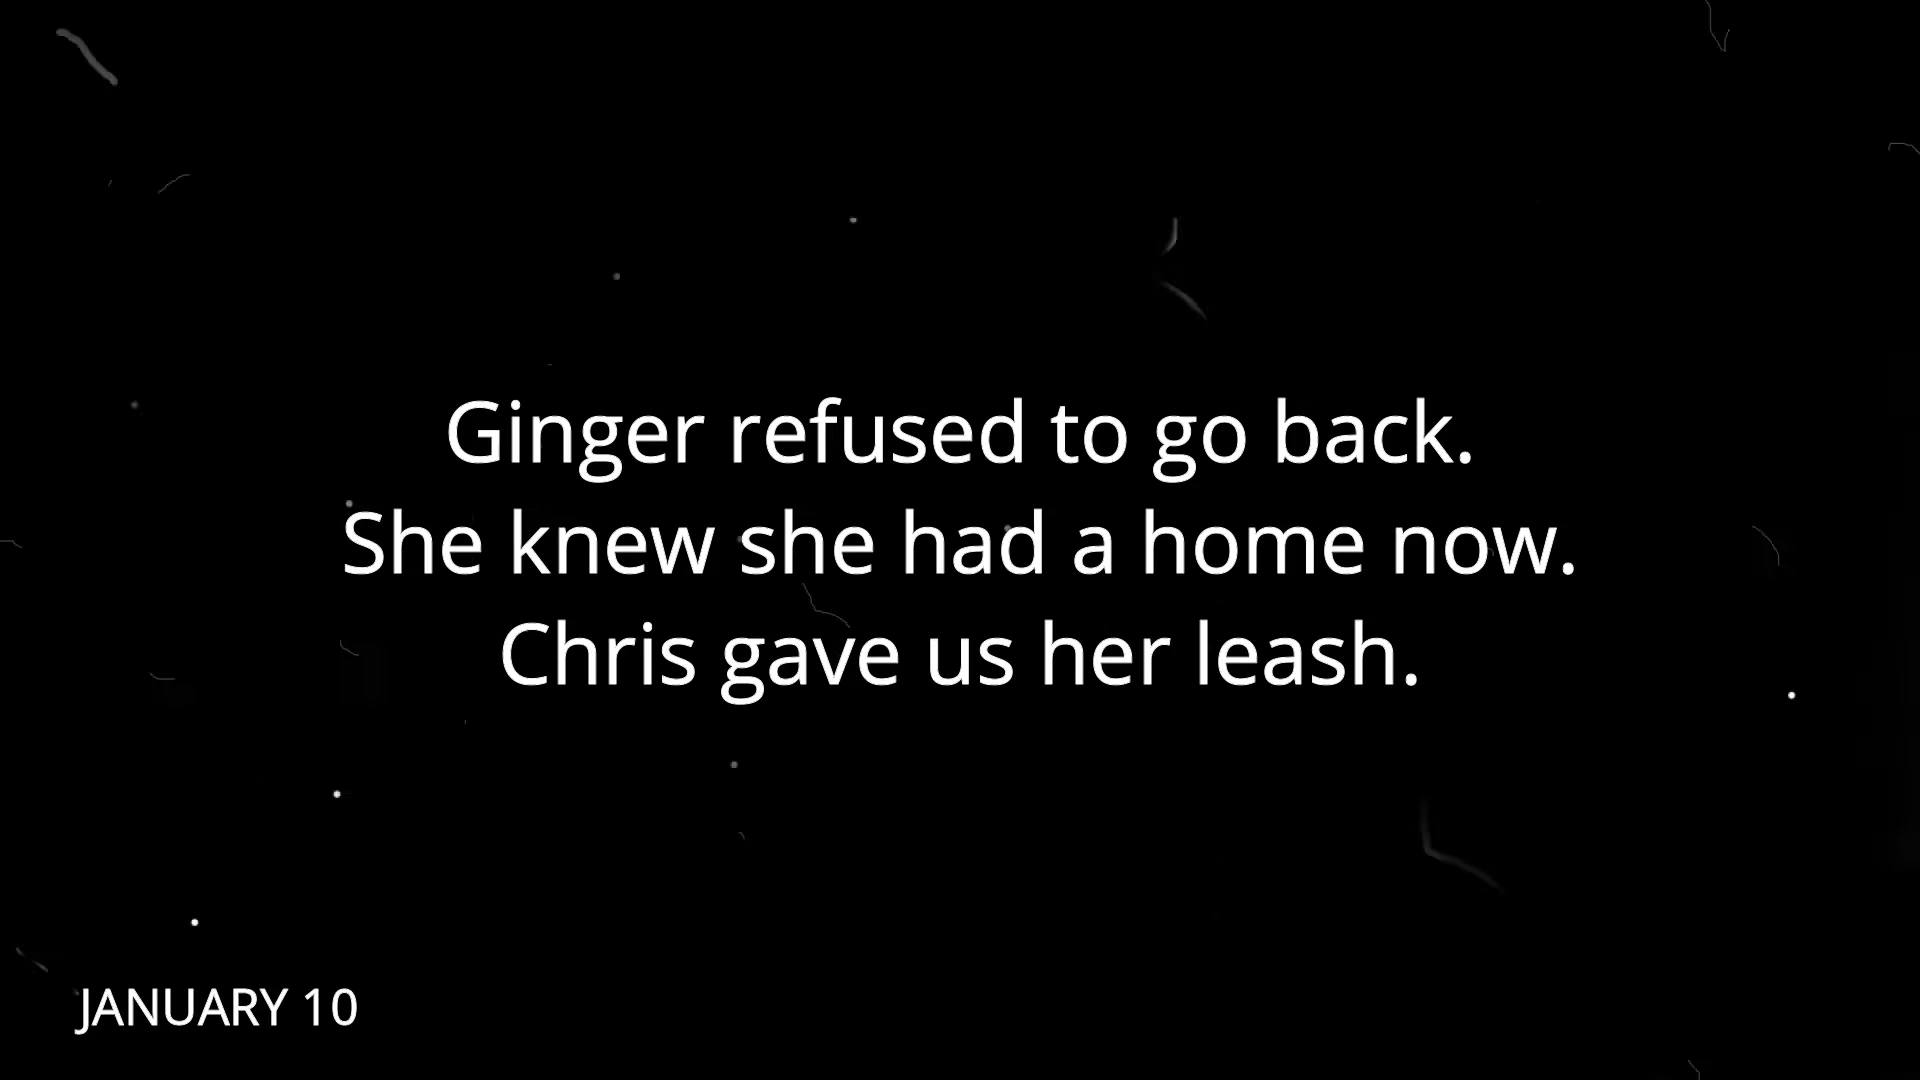 Ginger refused to go back.
She knew she had a home now.
Chris gave us her leash.
JANUARY 10